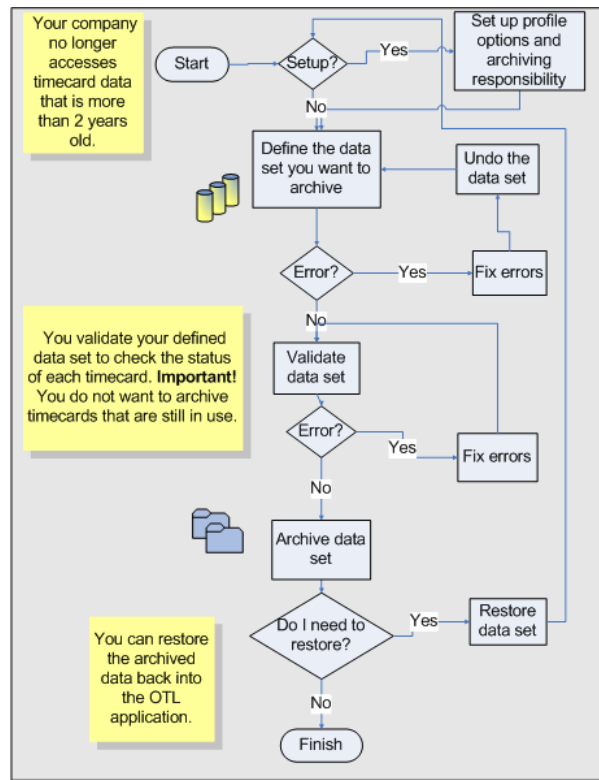 Your company
no longer
accesses
timecard data
that is more
than 2 years
old.
Start
Setup?
Yes
Set up profile
options and
archiving
responsibility
No
Define the data
set you want to
archive
Undo the
data set
Error?
Yes
Fix errors
No
You validate your defined
data set to check the status
of each timecard. Important!
You do not want to archive
timecards that are still in use.
Validate
data set
Error?
Yes
Fix errors
No
Archive data
set
Do I need to
restore?
Yes
Restore
data set
You can restore
the archived
data back into
the OTL
application.
No
Finish